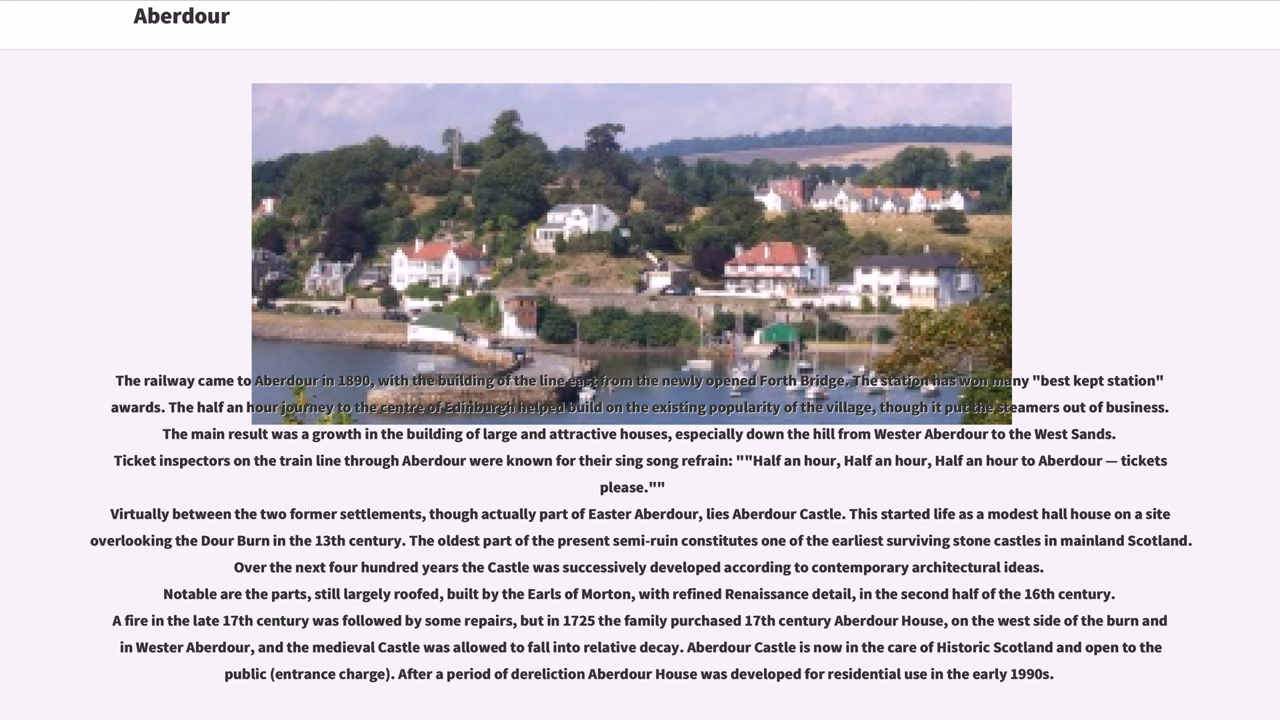 Aberdour
The railway came to Aberdour in 1890, with the building of the line east from the newly opened Forth Bridge. The station has won many "best kept station"
awards. The half an hour journey to the centre of Edinburgh helped build on the existing popularity of the village, though it put the steamers out of business.
The main result was a growth in the building of large and attractive houses, especially down the hill from Wester Aberdour to the West Sands.
Ticket inspectors on the train line through Aberdour were known for their sing song refrain: ""Half an hour, Half an hour, Half an hour to Aberdour — tickets
please.""
Virtually between the two former settlements, though actually part of Easter Aberdour, lies Aberdour Castle. This started life as a modest hall house on a site
overlooking the Dour Burn in the 13th century. The oldest part of the present semi-ruin constitutes one of the earliest surviving stone castles in mainland Scotland.
Over the next four hundred years the Castle was successively developed according to contemporary architectural ideas.
Notable are the parts, still largely roofed, built by the Earls of Morton, with refined Renaissance detail, in the second half of the 16th century.
A fire in the late 17th century was followed by some repairs, but in 1725 the family purchased 17th century Aberdour House, on the west side of the burn and
in Wester Aberdour, and the medieval Castle was allowed to fall into relative decay. Aberdour Castle is now in the care of Historic Scotland and open to the
public (entrance charge). After a period of dereliction Aberdour House was developed for residential use in the early 1990s.